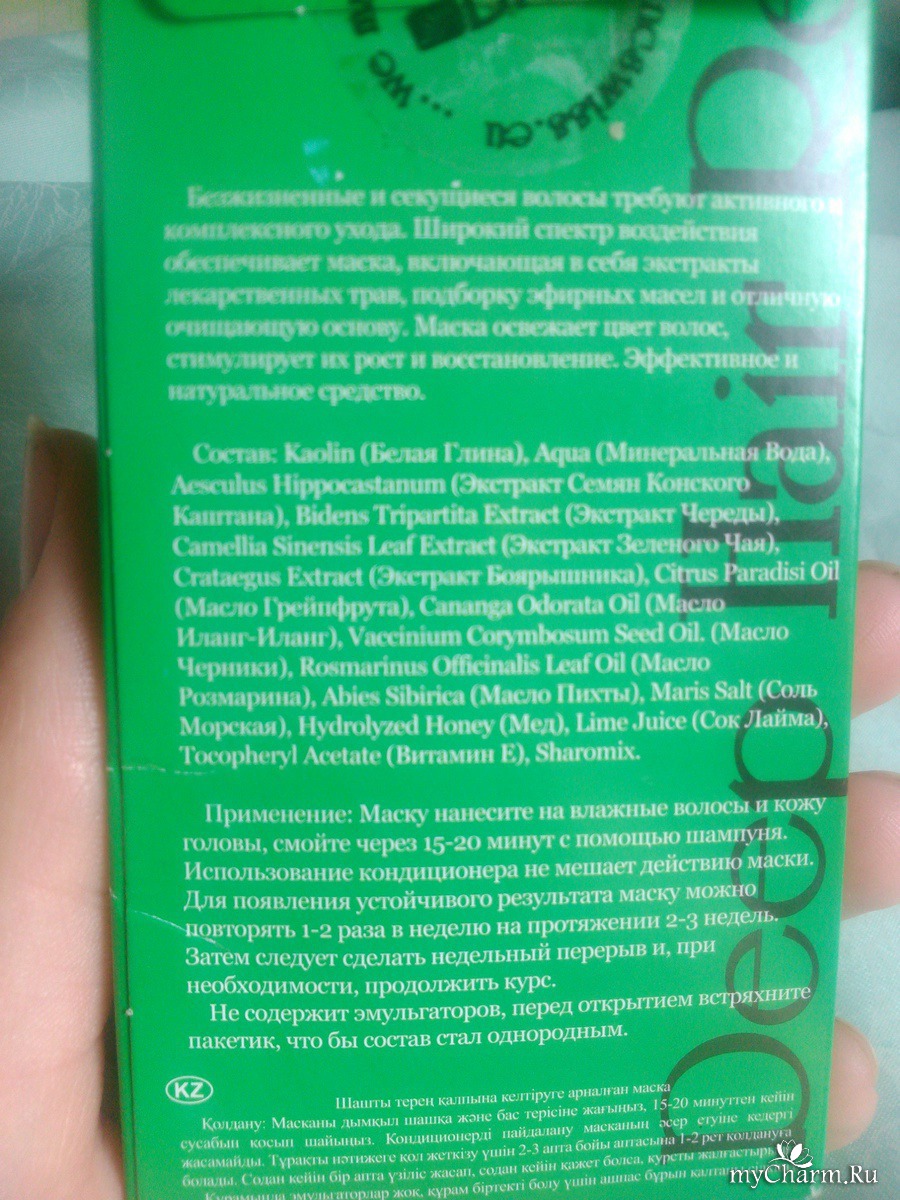 Безжизненные и секущиеся волосы требуют активного и
комплексного ухода. Широкий спектр воздействия
обеспечивает маска, включающая в себя экстракты
лекарственных трав, подборку эфирных масел и отличную
очищающую основу. Маска освежает цвет волос,
стимулирует их рост и восстановление. Эффективное и
натуральное средство.
Состав: Kaolin (Белая Глина), Aqua (Минеральная Вода),
Aesculus Hippocastanum (Экстракт Семян Конского
Каштана), Bidens Tripartita Extract (Экстракт Череды),
Camellia Sinensis Leaf Extract (Экстракт Зеленого Чая),
Crataegus Extract (Экстракт Боярышника), Citrus Paradisi Oil
(Масло Грейпфрута), Cananga Odorata Oil (Масло
Иланг-Иланг), Vaccinium Corymbosum Seed Oil. (Масло
Черники), Rosmarinus Officinalis Leaf Oil (Масло
Розмарина), Abies Sibirica (Масло Пихты), Maris Salt (Соль
Морская), Hydrolyzed Honey (Мед), Lime Juice (Сок Лайма),
Tocopheryl Acetate (Витамин Е), Sharomix.
Применение: Маску нанесите на влажные волосы и кожу
головы, смойте через 15-20 минут с помощью шампуня.
Использование кондиционера не мешает действию маски.
Для появления устойчивого результата маску можно
повторять 1-2 раза в неделю на протяжении 2-3 недель.
Затем следует сделать недельный перерыв и, при
необходимости, продолжить курс.
Не содержит эмульгаторов, перед открытием встряхните
пакетик, что бы состав стал однородным.
KZ
Шашты терең қалпына келтіруге арналған маска
Қолдану: Масканы дымқыл шашқа және бас терісіне жағыңыз, 15-20 минуттен кейін
сусабын қосып шайыңыз. Кондиционерді пайдалану масканың әсер етуіне кедергі
жасамайды. Тұрақты нәтижеге қол жеткізу үшін 2-3 апта бойы аптасына 1-2 рет қолдануға
болады. Содан кейін бір апта үзіліс жасап, содан кейін қажет болса, курсты
Құрамында эмульгаторлар жоқ, құрам біртекті болу үшін ашпас бұрын
Deep Hair
myCharm.Ru